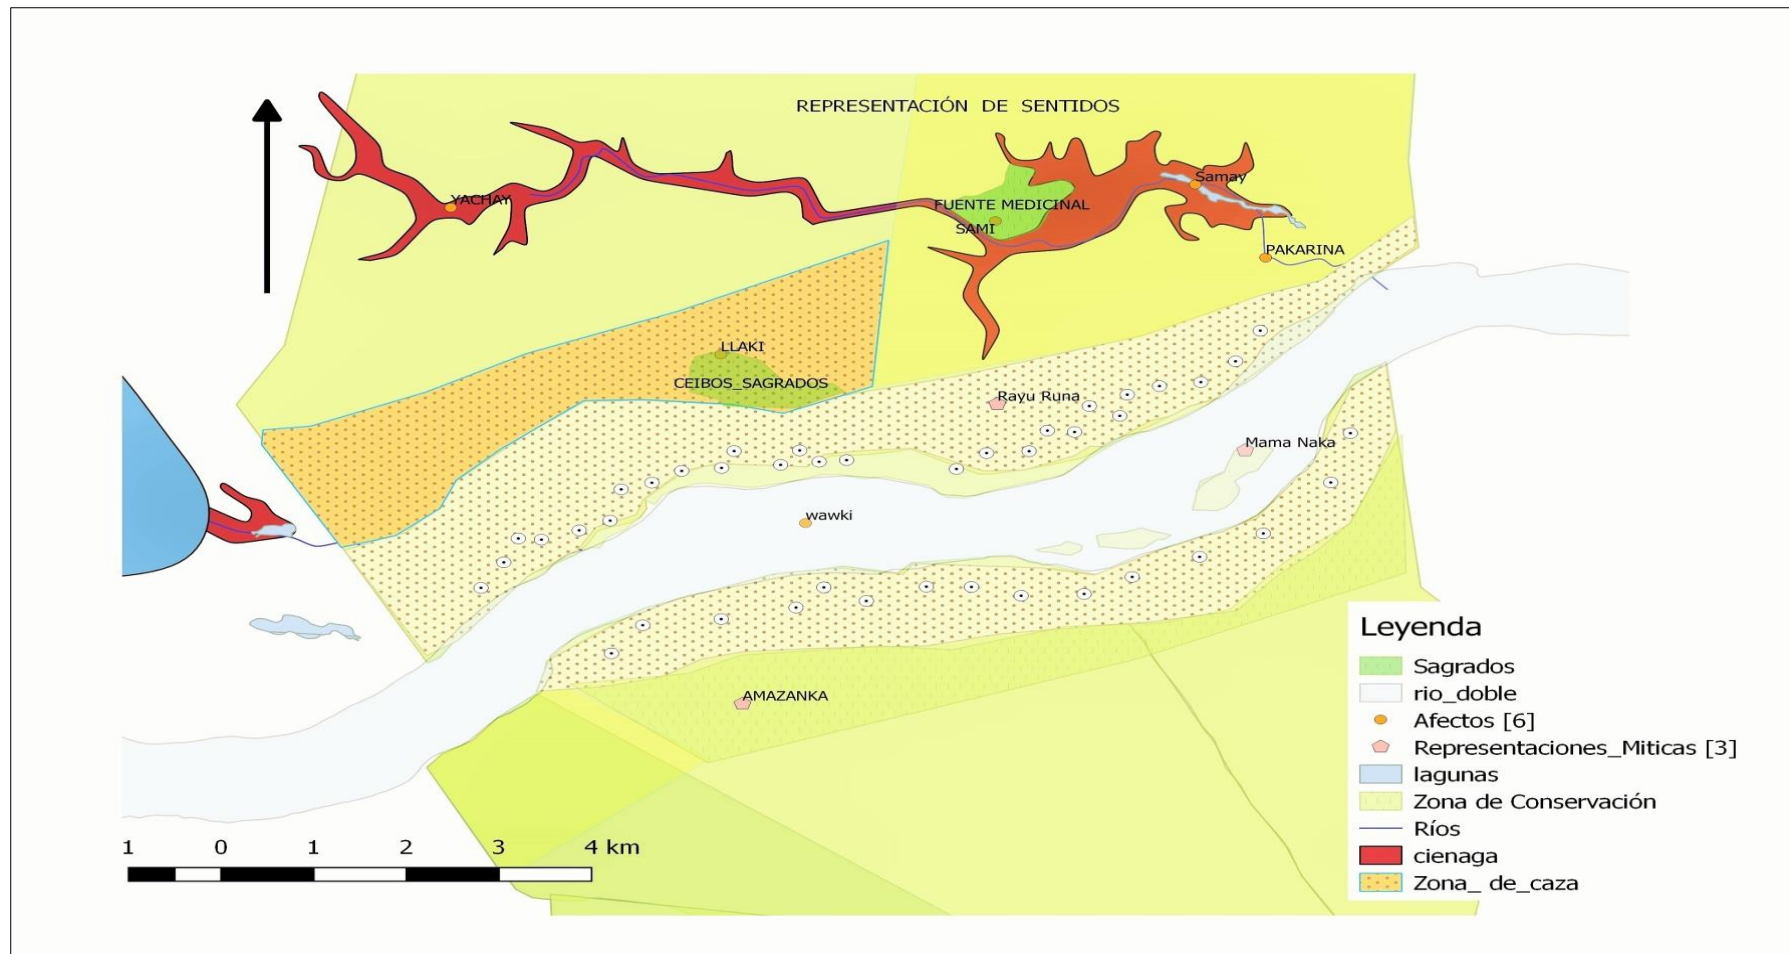 REPRESENTACIÓN DE SENTIDOS
Samay
YACHAY
FUENTE MEDICINAL
SAMI
PAKARINA
LLAKI
CEIBOS_SAGRADOS
Rayu Runa
Mama Naka
wawki
AMAZANKA
Leyenda
Sagrados
rio_doble
Afectos [6]
Representaciones_Miticas [3]
lagunas
Zona de Conservación
Ríos
cienaga
Zona_ de_caza
1 0 1 2 3 4 km